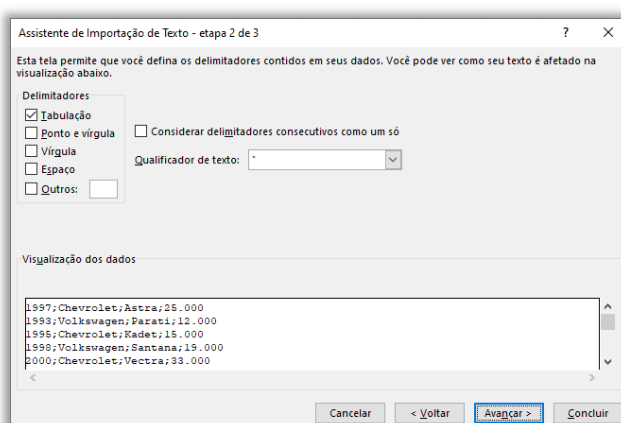 Assistente de Importação de Texto - etapa 2 de 3
Esta tela permite que você defina os delimitadores contidos em seus dados. Você pode ver como seu texto é afetado na
visualização abaixo.
Delimitadores
Tabulação
Ponto e vírgula
Vírgula
Espaço
Outros:
Considerar delimitadores consecutivos como um só
Qualificador de texto: "
Visualização dos dados
1997;Chevrolet;Astra;25.000
1993;Volkswagen;Parati;12.000
1995;Chevrolet;Kadet;15.000
1998;Volkswagen;Santana;19.000
2000;Chevrolet;Vectra;33.000
Cancelar < Voltar Avançar > Concluir